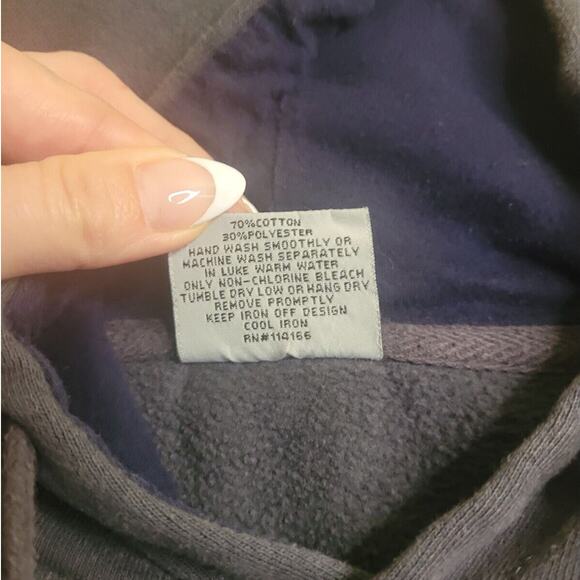 70%COTTON
30%POLYESTER
HAND WASH SMOOTHLY OR
MACHINE WASH SEPARATELY
IN LUKE WARM WATER
ONLY NON-CHLORINE BLEACH
TUMBLE DRY LOW OR HANG DRY
REMOVE PROMPTLY
KEEP IRON OFF DESIGN
COOL IRON
RN#114166